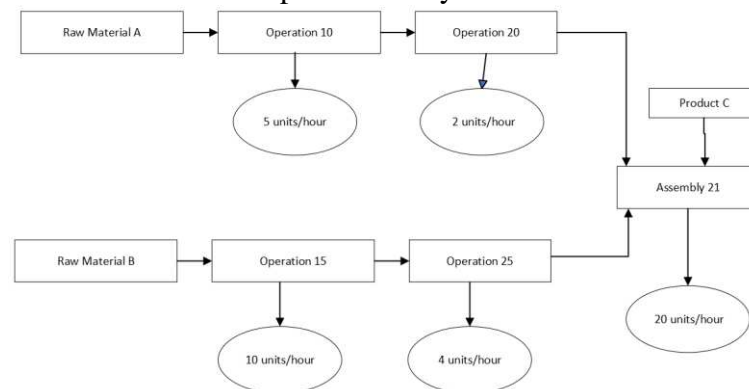 Raw Material A
Operation 10
Operation 20
5 units/hour
2 units/hour
Product C
Assembly 21
Raw Material B
Operation 15
Operation 25
10 units/hour
4 units/hour
20 units/hour